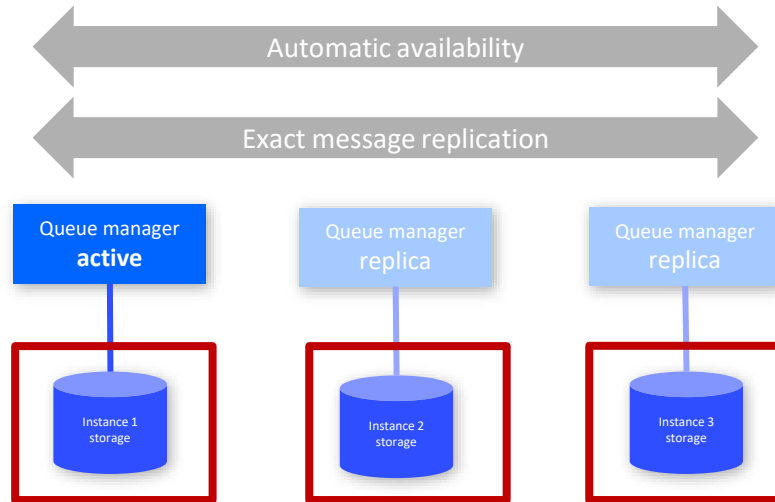 Automatic availability
Exact message replication
Queue manager
active
Queue manager
replica
Queue manager
replica
Instance 1
storage
Instance 2
storage
Instance 3
storage